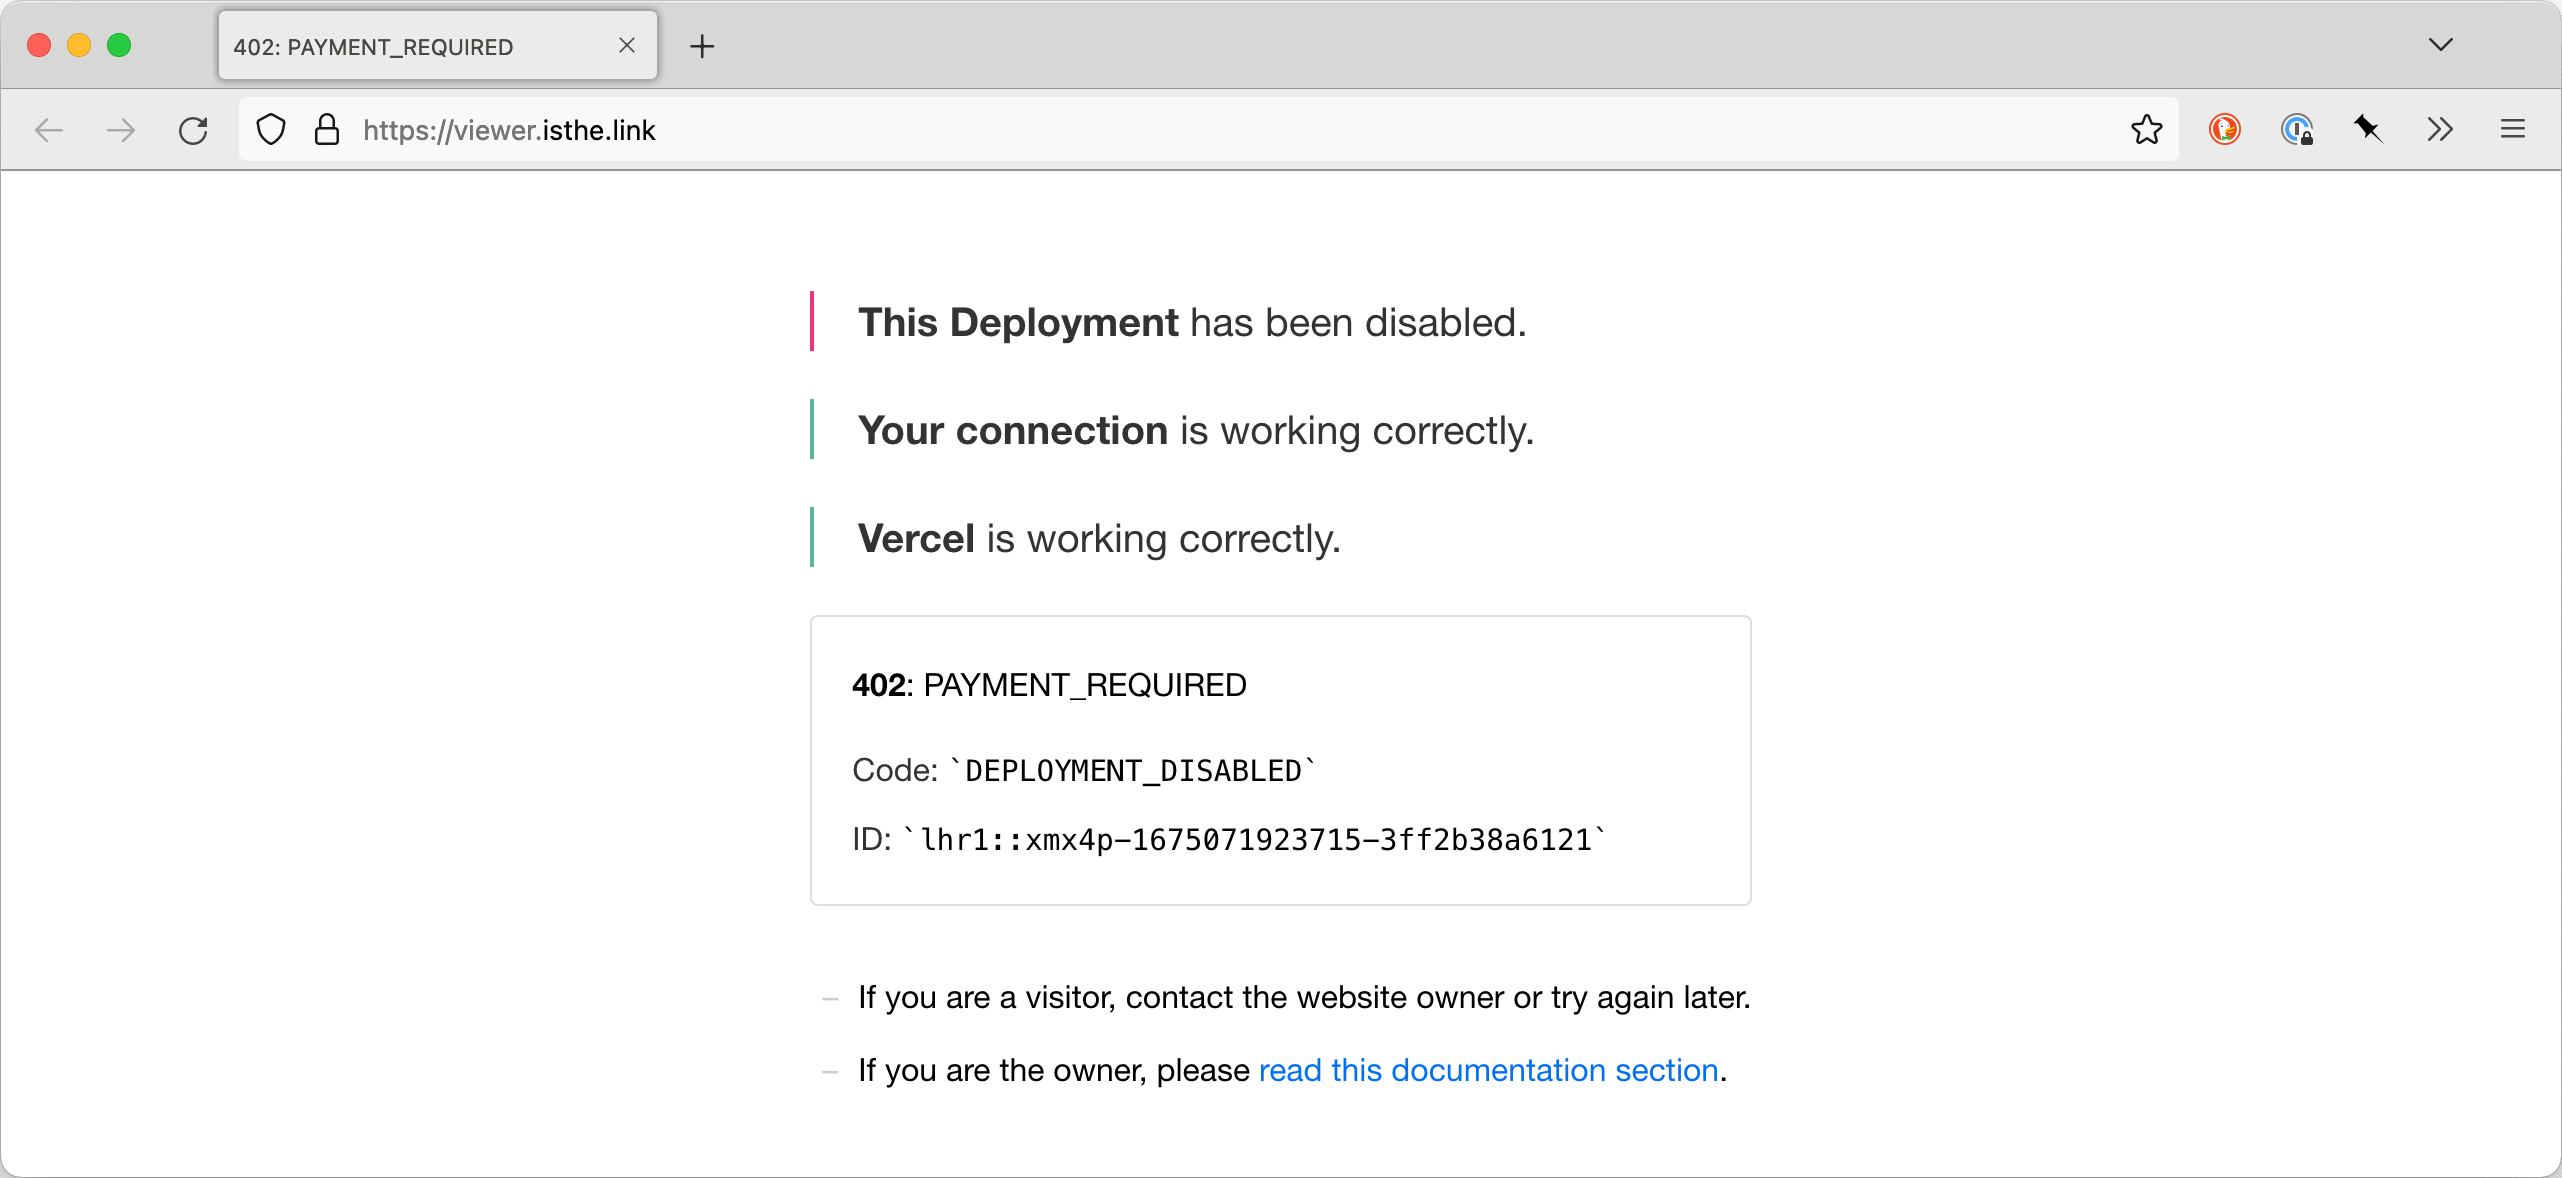 402: PAYMENT_REQUIRED
https://viewer.isthe.link
This Deployment has been disabled.
Your connection is working correctly.
Vercel is working correctly.
402: PAYMENT_REQUIRED
Code: `DEPLOYMENT_DISABLED`
ID: `lhr1::xmx4p-1675071923715-3ff2b38a6121`
– If you are a visitor, contact the website owner or try again later.
– If you are the owner, please read this documentation section.